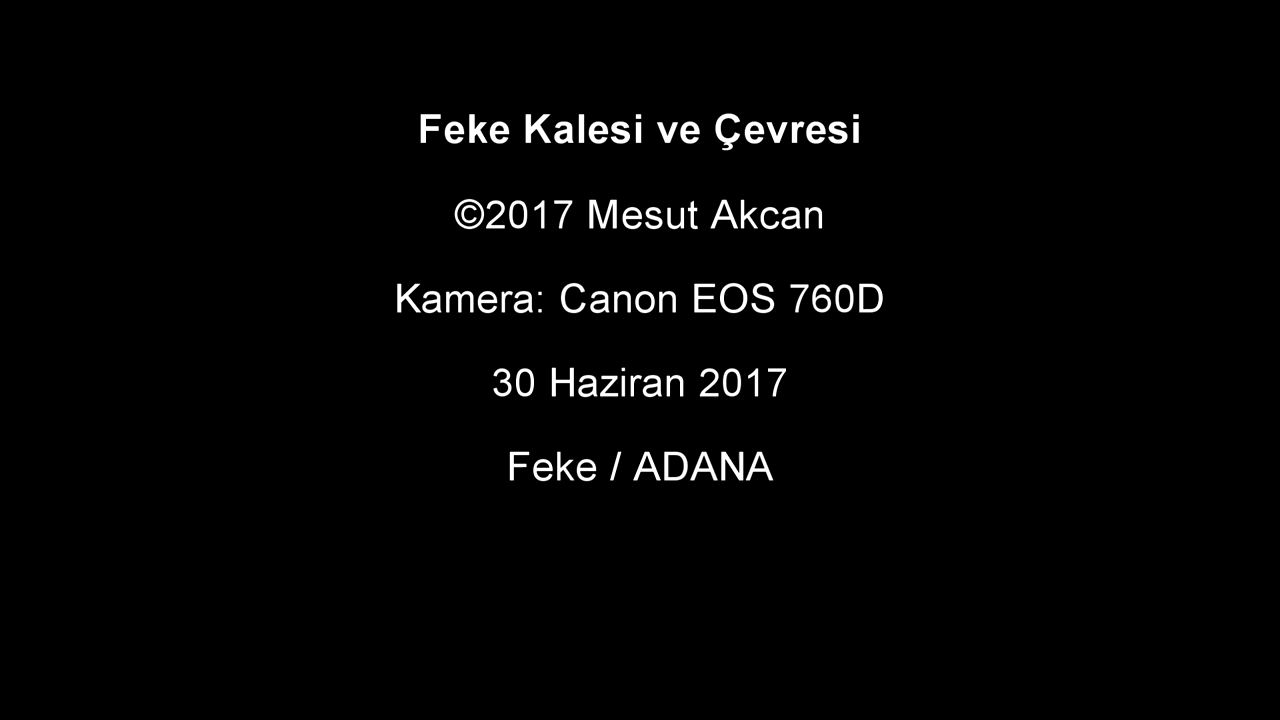 Feke Kalesi ve Çevresi
©2017 Mesut Akcan
Kamera: Canon EOS 760D
30 Haziran 2017
Feke / ADANA